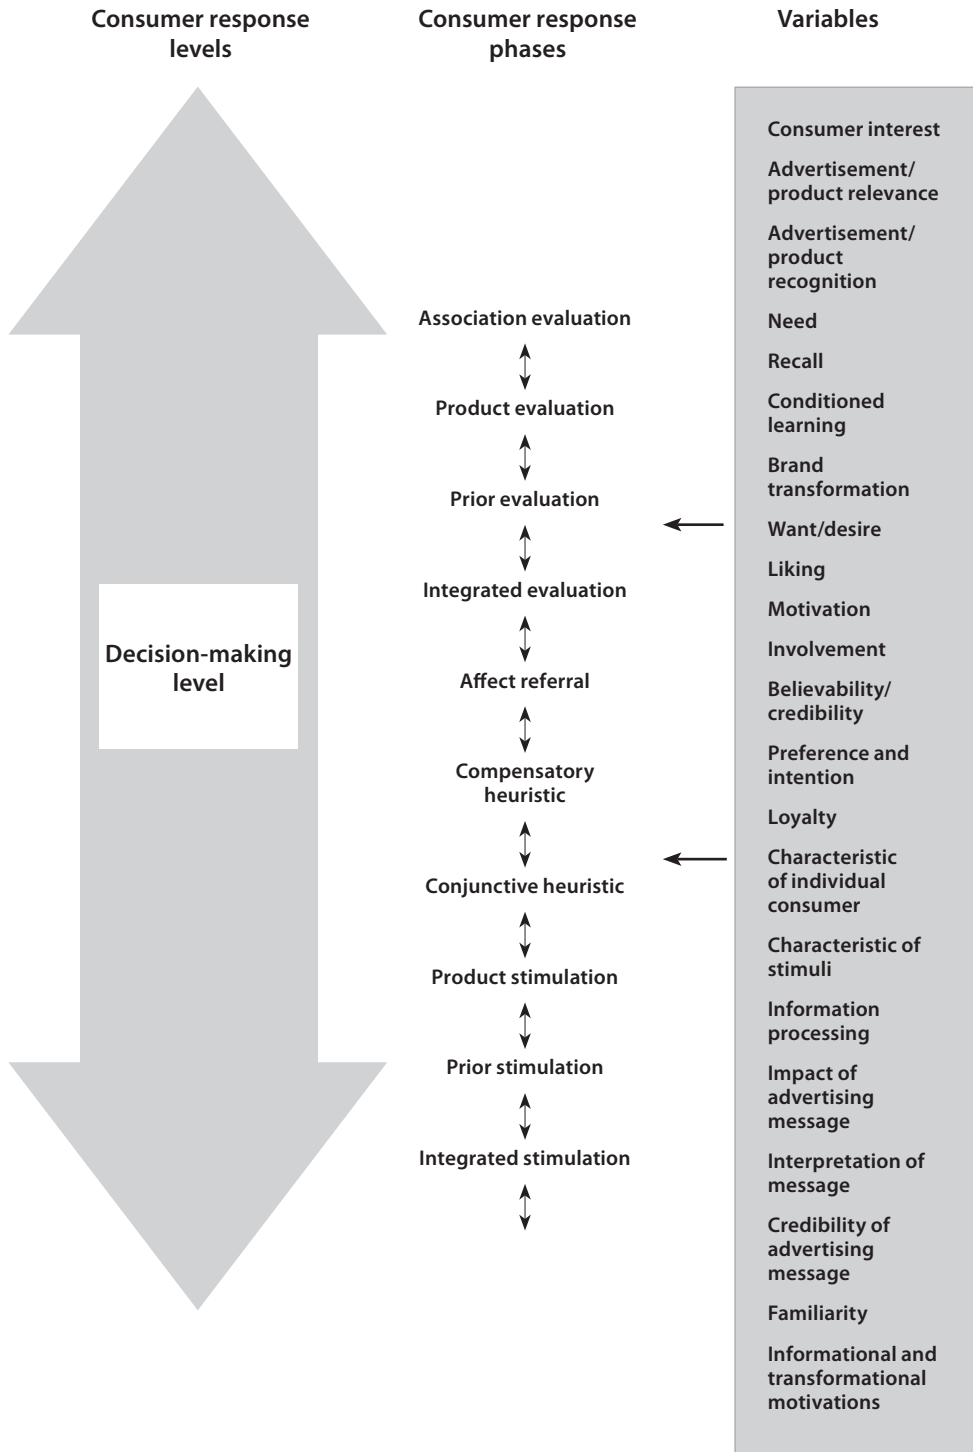 Consumer response
levels
Consumer response
phases
Variables
Decision-making
level
Association evaluation
Product evaluation
Prior evaluation
Integrated evaluation
Affect referral
Compensatory
heuristic
Conjunctive heuristic
Product stimulation
Prior stimulation
Integrated stimulation
Consumer interest
Advertisement/
product relevance
Advertisement/
product
recognition
Need
Recall
Conditioned
learning
Brand
transformation
Want/desire
Liking
Motivation
Involvement
Believability/
credibility
Preference and
intention
Loyalty
Characteristic
of individual
consumer
Characteristic of
stimuli
Information
processing
Impact of
advertising
message
Interpretation of
message
Credibility of
advertising
message
Familiarity
Informational and
transformational
motivations